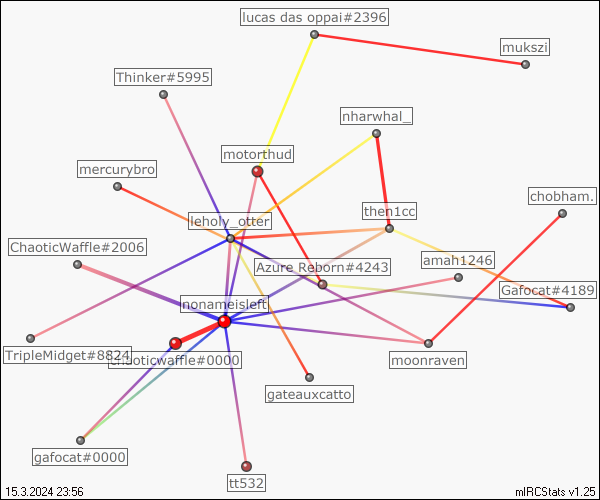 lucas das oppai#2396
mukszi
Thinker#5995
nharwhal_
motorthud
mercurybro
chobham.
then1cc
leholy_otter
ChaoticWaffle#2006
amah1246
Azure Reborn#4243
Gafocat#4189
nonameisleft
TripleMidget#8824
chaoticwaffle#0000
moonraven
gateauxcatto
gafocat#0000
tt532
15.3.2024 23:56
mIRCStats v1.25